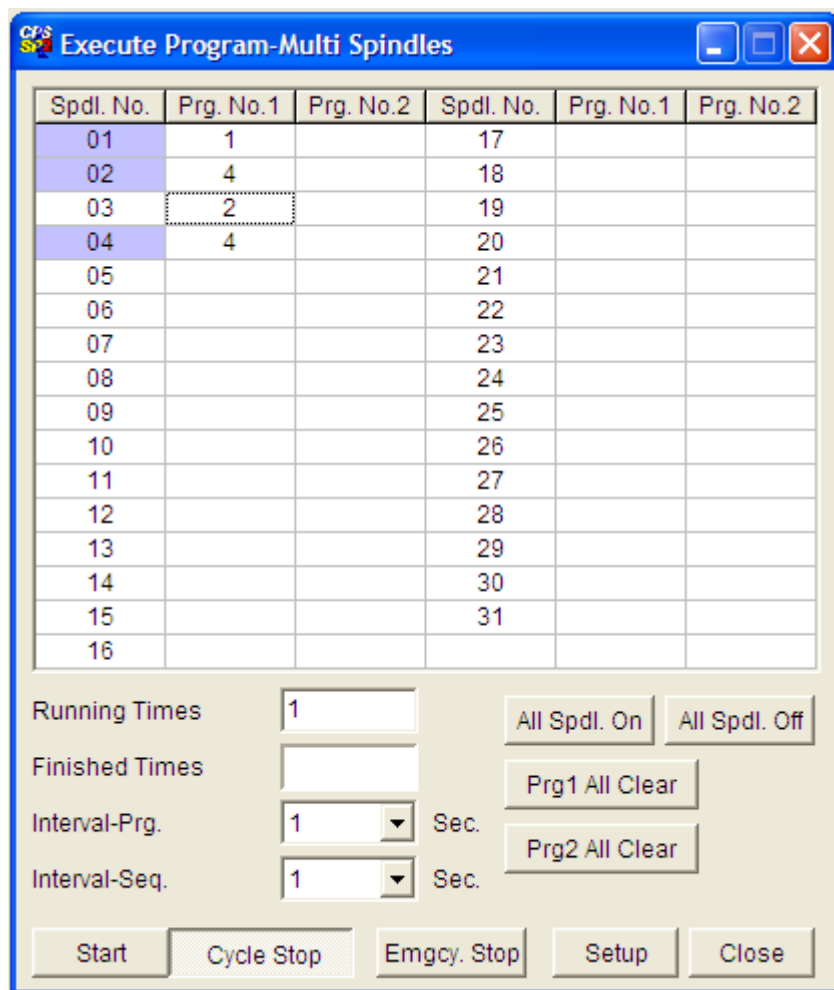 CPS
Execute Program-Multi Spindles
Spdl. No. Prg. No.1 Prg. No.2 Spdl. No. Prg. No.1 Prg. No.2
01 1 17
02 4 18
03 2 19
04 4 20
05 21
06 22
07 23
08 24
09 25
10 26
11 27
12 28
13 29
14 30
15 31
16
Running Times 1 All Spdl. On All Spdl. Off
Finished Times
Prg1 All Clear
Interval-Prg. 1 Sec.
Prg2 All Clear
Interval-Seq. 1 Sec.
Start Cycle Stop Emgcy. Stop Setup Close